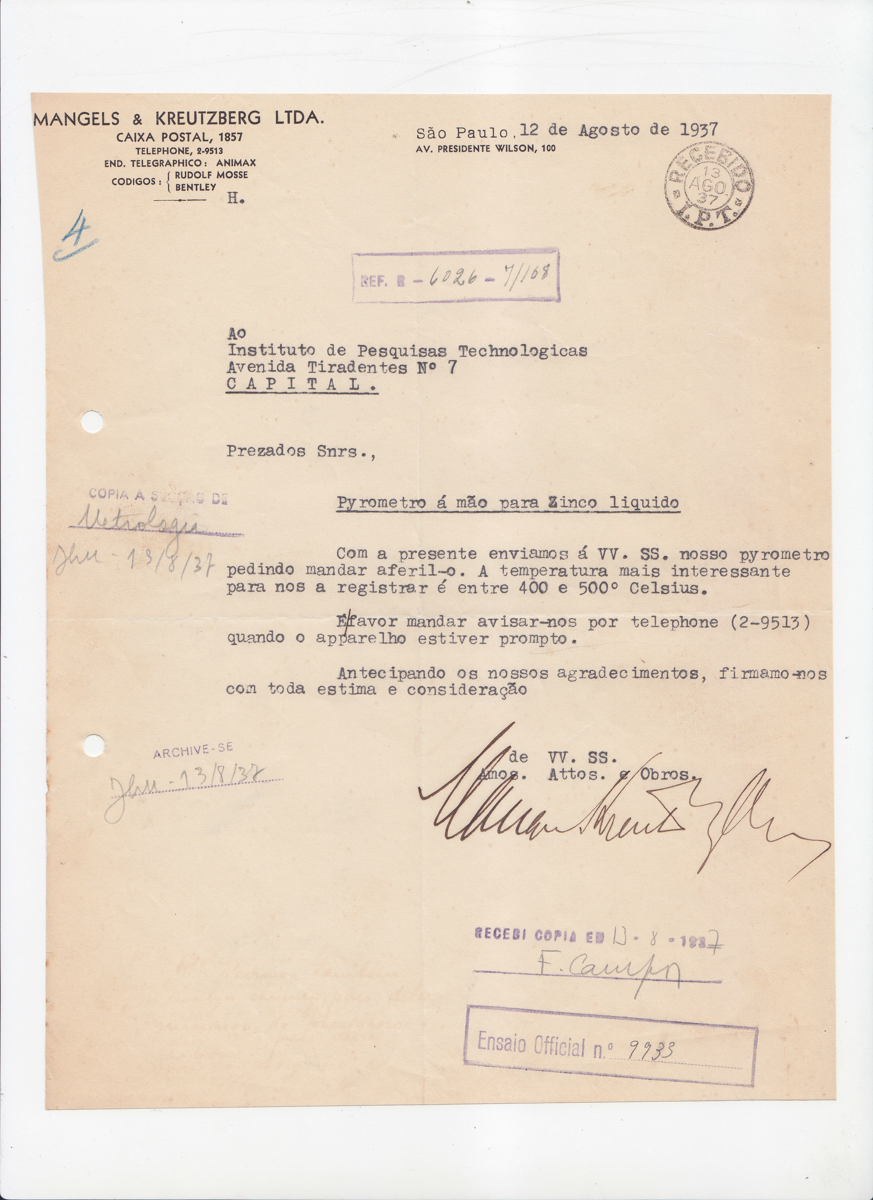 MANGELS & KREUTZBERG LTDA.
CAIXA POSTAL, 1857
TELEPHONE, 2-9513
END. TELEGRAPHICO: ANIMAX
CODIGOS: { RUDOLF MOSSE
BENTLEY
H.
São Paulo, 12 de Agosto de 1937
AV. PRESIDENTE WILSON, 100
RECEBIDO
13
AGO
37
I.P.T.
4
REF. R - 6026 - 7/168
Ao
Instituto de Pesquisas Technologicas
Avenida Tiradentes Nº 7
C A P I T A L .
Prezados Snrs.,
COPIA A SECÇÃO DE
Metrologia
13/8/37
Pyrometro á mão para Zinco liquido
Com a presente enviamos á VV. SS. nosso pyrometro
pedindo mandar aferil-o. A temperatura mais interessante
para nos a registrar é entre 400 e 500º Celsius.
E/favor mandar avisar-nos por telephone (2-9513)
quando o apparelho estiver prompto.
Antecipando os nossos agradecimentos, firmamo-nos
com toda estima e consideração
ARCHIVE-SE
13/8/37
de VV. SS.
Amos. Attos. e Obros.
RECEBI COPIA EM 13 - 8 - 1937
F. Campos
Ensaio Official n.º 9933